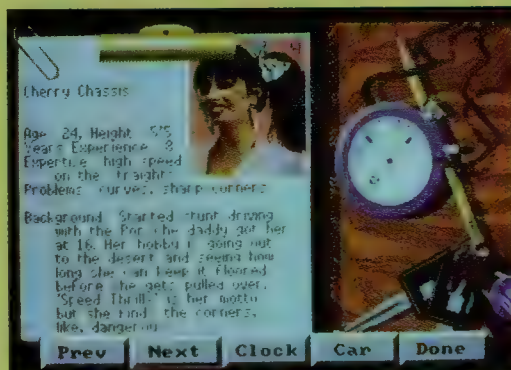 Cherry Chassis
Age 24, Height 5'5
Years Experience 8
Expertise high speed
on the straights
Problems curves, sharp corners
Background Started stunt driving
with the Porsche daddy got her
at 16. Her hobby is going out
to the desert and seeing how
long she can keep it floored
before she gets pulled over.
"Speed Thrills" is her motto
but she finds the corners,
like, dangerous
Prev Next Clock Car Done